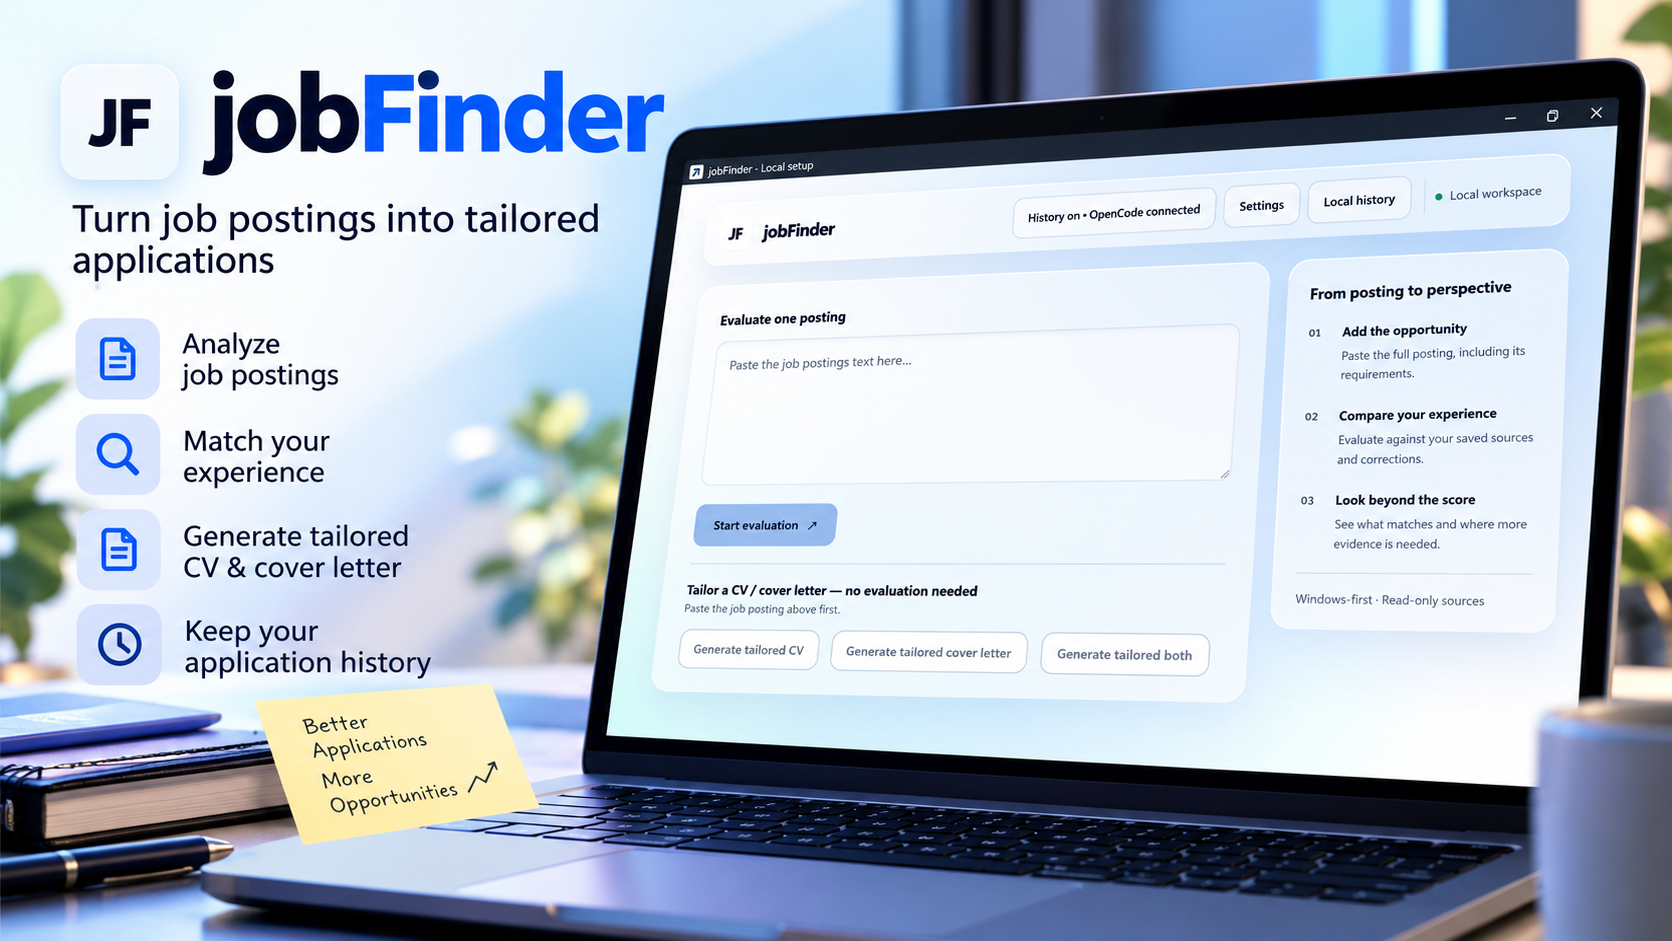 JF
jobFinder
Turn job postings into tailored
applications
Analyze
job postings
Match your
experience
Generate tailored
CV & cover letter
Keep your
application history
Better
Applications
More
Opportunities
jobFinder - Local setup
JF
jobFinder
History on • OpenCode connected
Settings
Local history
Local workspace
Evaluate one posting
Paste the job postings text here...
Start evaluation ↗
Tailor a CV / cover letter — no evaluation needed
Paste the job posting above first.
Generate tailored CV
Generate tailored cover letter
Generate tailored both
From posting to perspective
01 Add the opportunity
Paste the full posting, including its
requirements.
02 Compare your experience
Evaluate against your saved sources
and corrections.
03 Look beyond the score
See what matches and where more
evidence is needed.
Windows-first · Read-only sources